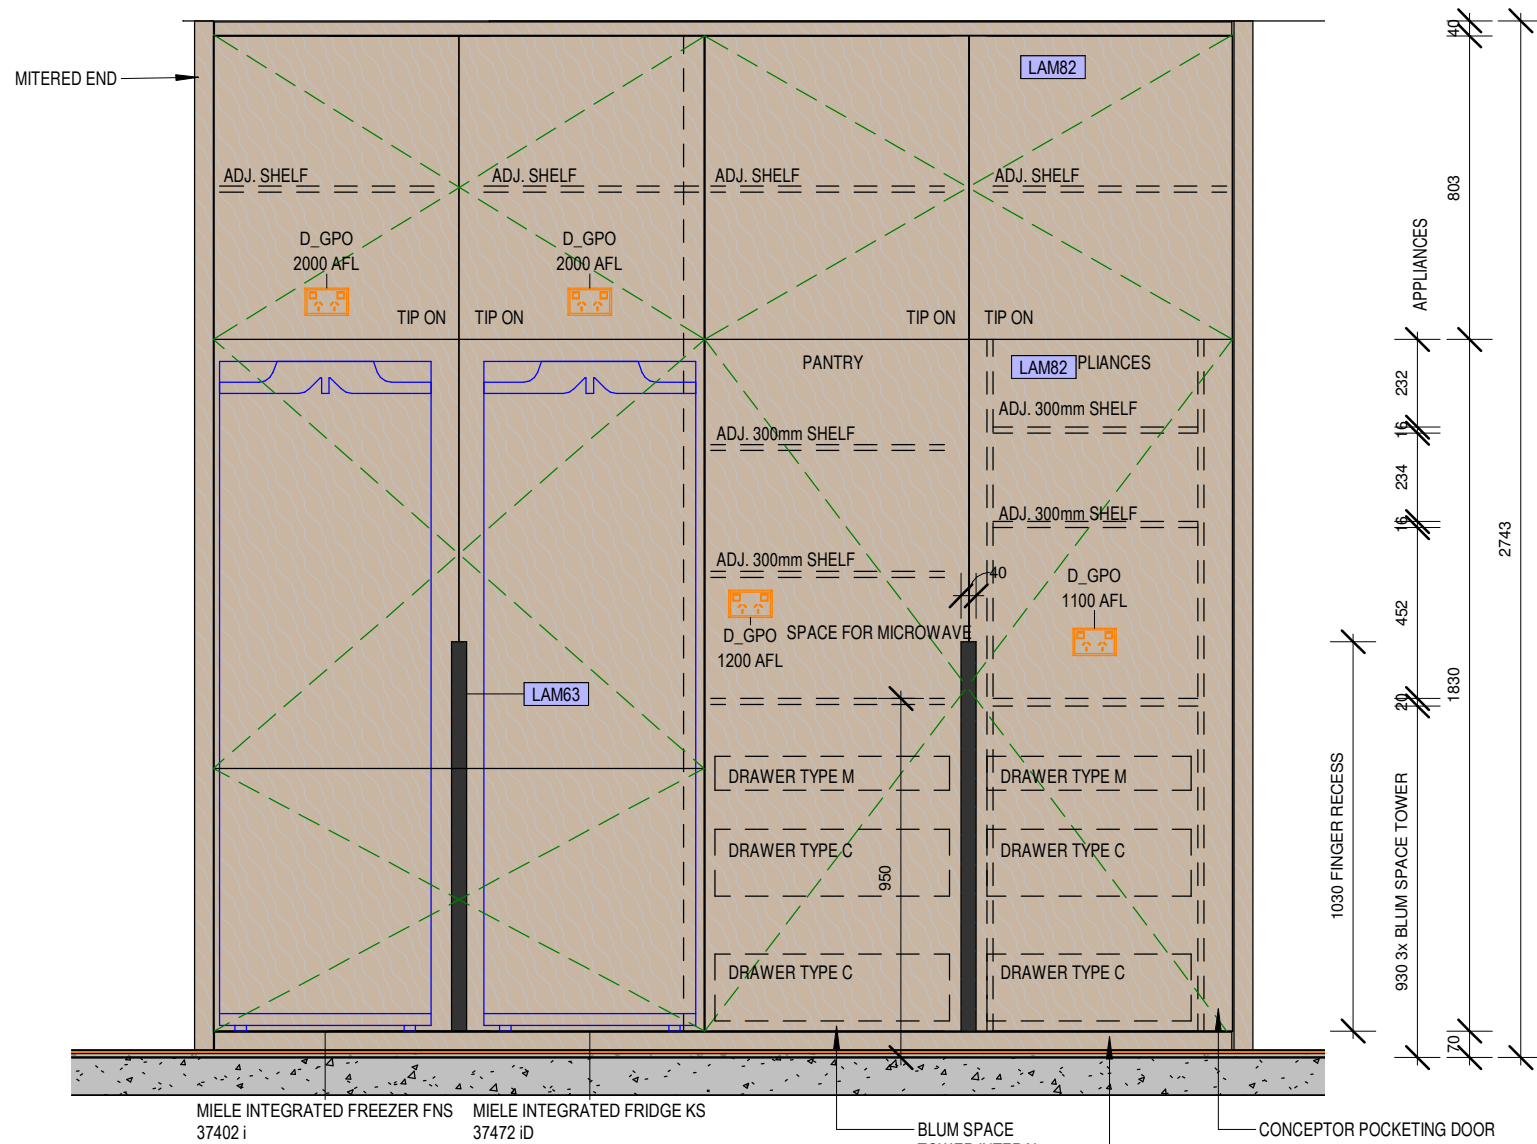 MITERED END
LAM82
ADJ. SHELF
ADJ. SHELF
ADJ. SHELF
ADJ. SHELF
D_GPO
2000 AFL
D_GPO
2000 AFL
TIP ON
TIP ON
TIP ON
TIP ON
PANTRY
LAM82
PLIANCES
ADJ. 300mm SHELF
ADJ. 300mm SHELF
ADJ. 300mm SHELF
ADJ. 300mm SHELF
40
D_GPO
1100 AFL
D_GPO
1200 AFL
SPACE FOR MICROWAVE
LAM63
DRAWER TYPE M
DRAWER TYPE M
DRAWER TYPE C
DRAWER TYPE C
950
DRAWER TYPE C
DRAWER TYPE C
1030 FINGER RECESS
APPLIANCES
232
16
234
16
452
20
930 3x BLUM SPACE TOWER
40
803
1830
70
2743
MIELE INTEGRATED FREEZER FNS
37402 i
MIELE INTEGRATED FRIDGE KS
37472 iD
BLUM SPACE
CONCEPTOR POCKETING DOOR